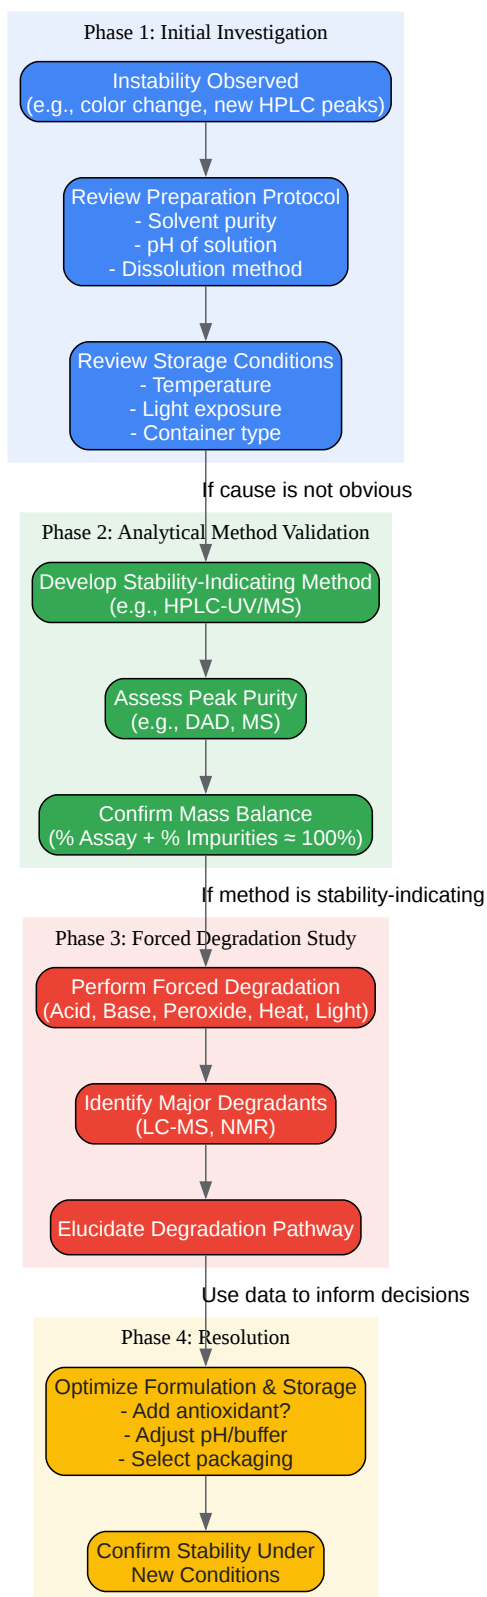 Phase 1: Initial Investigation
Instability Observed
(e.g., color change, new HPLC peaks)
Review Preparation Protocol
- Solvent purity
- pH of solution
- Dissolution method
Review Storage Conditions
- Temperature
- Light exposure
- Container type
If cause is not obvious
Phase 2: Analytical Method Validation
Develop Stability-Indicating Method
(e.g., HPLC-UV/MS)
Assess Peak Purity
(e.g., DAD, MS)
Confirm Mass Balance
(% Assay + % Impurities ≈ 100%)
If method is stability-indicating
Phase 3: Forced Degradation Study
Perform Forced Degradation
(Acid, Base, Peroxide, Heat, Light)
Identify Major Degradants
(LC-MS, NMR)
Elucidate Degradation Pathway
Use data to inform decisions
Phase 4: Resolution
Optimize Formulation & Storage
- Add antioxidant?
- Adjust pH/buffer
- Select packaging
Confirm Stability Under
New Conditions